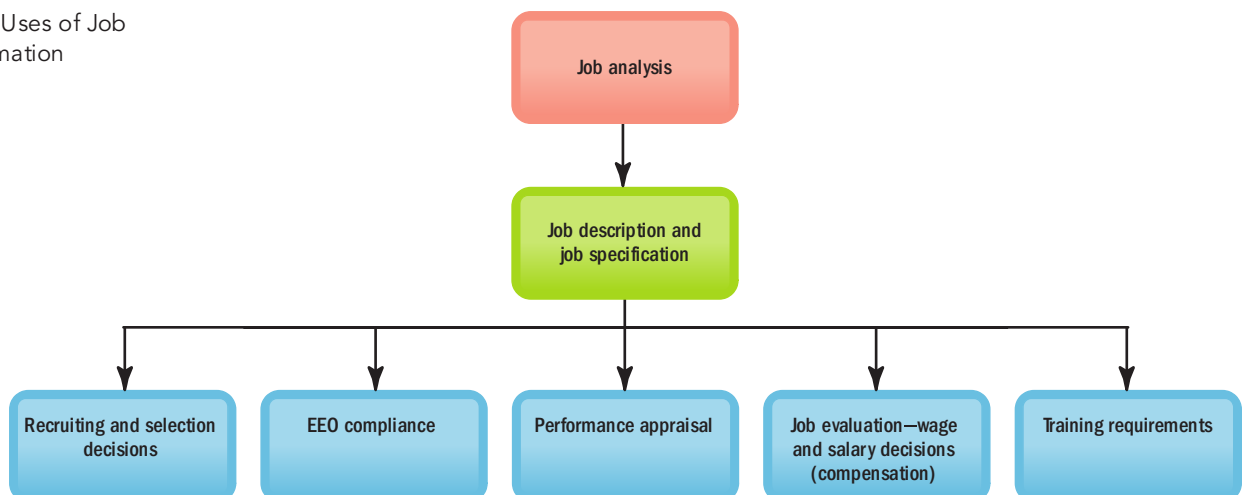 Uses of Job
mation
Job analysis
Job description and
job specification
Recruiting and selection
decisions
EEO compliance
Performance appraisal
Job evaluation—wage
and salary decisions
(compensation)
Training requirements